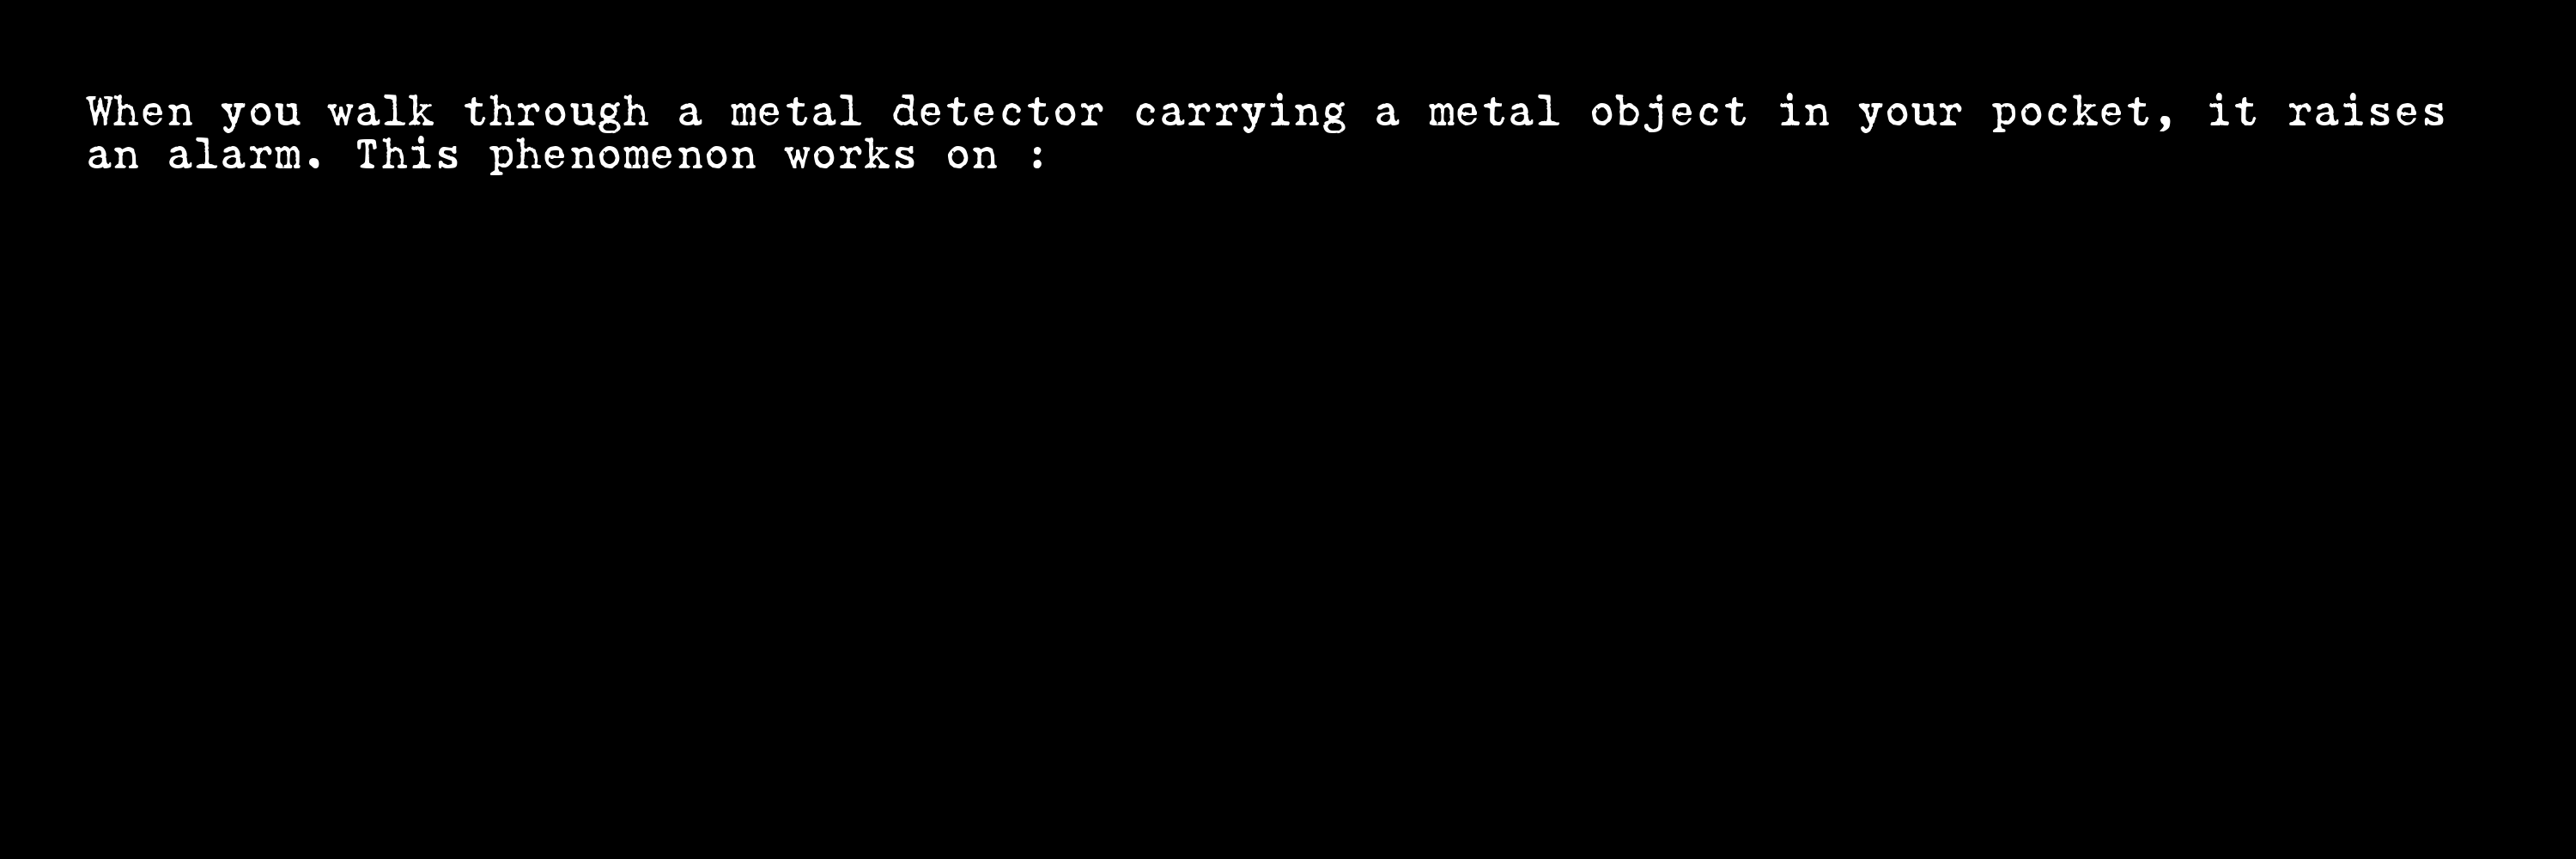 When you walk through a metal detector carrying a metal object in your pocket, it raises
an alarm. This phenomenon works on :